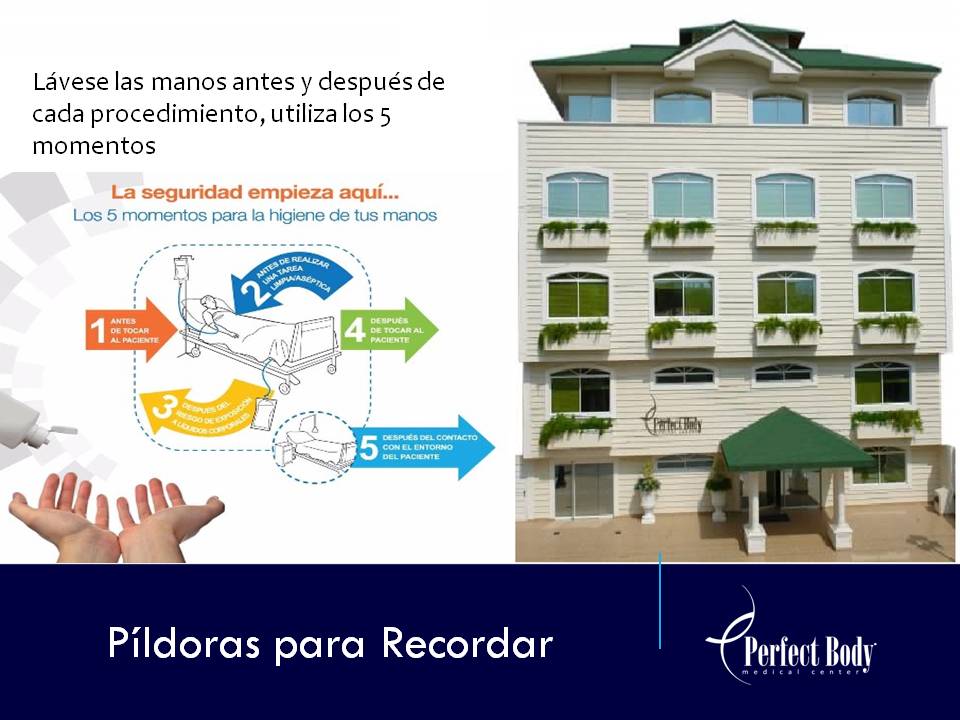 Lávese las manos antes y después de
cada procedimiento, utiliza los 5
momentos
La seguridad empieza aquí...
Los 5 momentos para la higiene de tus manos
1 ANTES
DE TOCAR
AL PACIENTE
2 ANTES DE REALIZAR
UNA TAREA
LIMPIA/ASÉPTICA
3 DESPUÉS DEL
RIESGO DE EXPOSICIÓN
A LÍQUIDOS CORPORALES
4 DESPUÉS
DE TOCAR AL
PACIENTE
5 DESPUÉS DEL CONTACTO
CON EL ENTORNO
DEL PACIENTE
Perfect Body
Píldoras para Recordar
Perfect Body
medical center